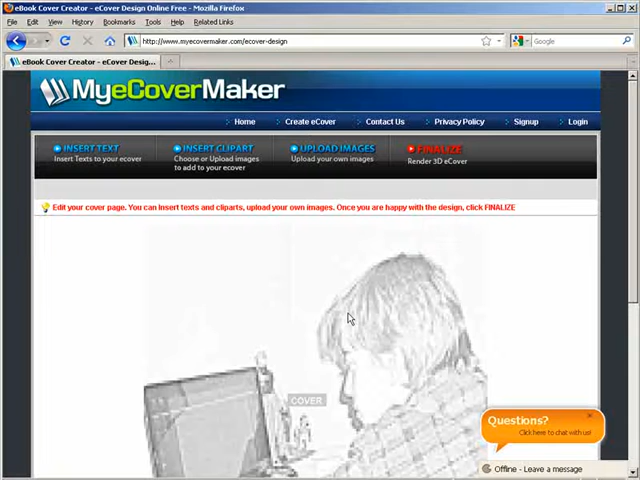 eBook Cover Creator - eCover Design Online Free - Mozilla Firefox
File Edit View History Bookmarks Tools Help Related Links
http://www.myecovermaker.com/ecover-design
Google
eBook Cover Creator - eCover Desig...
MyeCoverMaker
Home Create eCover Contact Us Privacy Policy Signup Login
INSERT TEXT INSERT CLIPART UPLOAD IMAGES FINALIZE
Insert Texts to your ecover Choose or Upload images Upload your own images Render 3D eCover
to add to your ecover
Edit your cover page. You can Insert texts and cliparts, upload your own images. Once you are happy with the design, click FINALIZE
COVER
Questions?
Click here to chat with us!
Offline - Leave a message